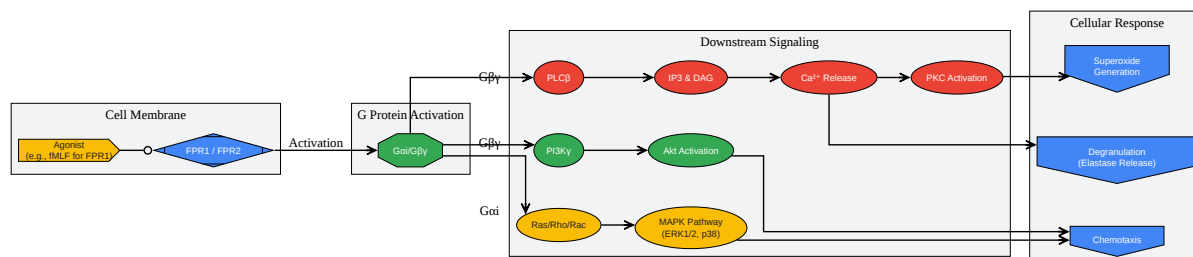 Cellular Response
Downstream Signaling
Superoxide
Generation
Gβγ
PLCβ
IP3 & DAG
Ca²⁺ Release
PKC Activation
Cell Membrane
G Protein Activation
Agonist
(e.g., fMLF for FPR1)
FPR1 / FPR2
Activation
Gαi/Gβγ
Gβγ
PI3Kγ
Akt Activation
Degranulation
(Elastase Release)
Gαi
Ras/Rho/Rac
MAPK Pathway
(ERK1/2, p38)
Chemotaxis